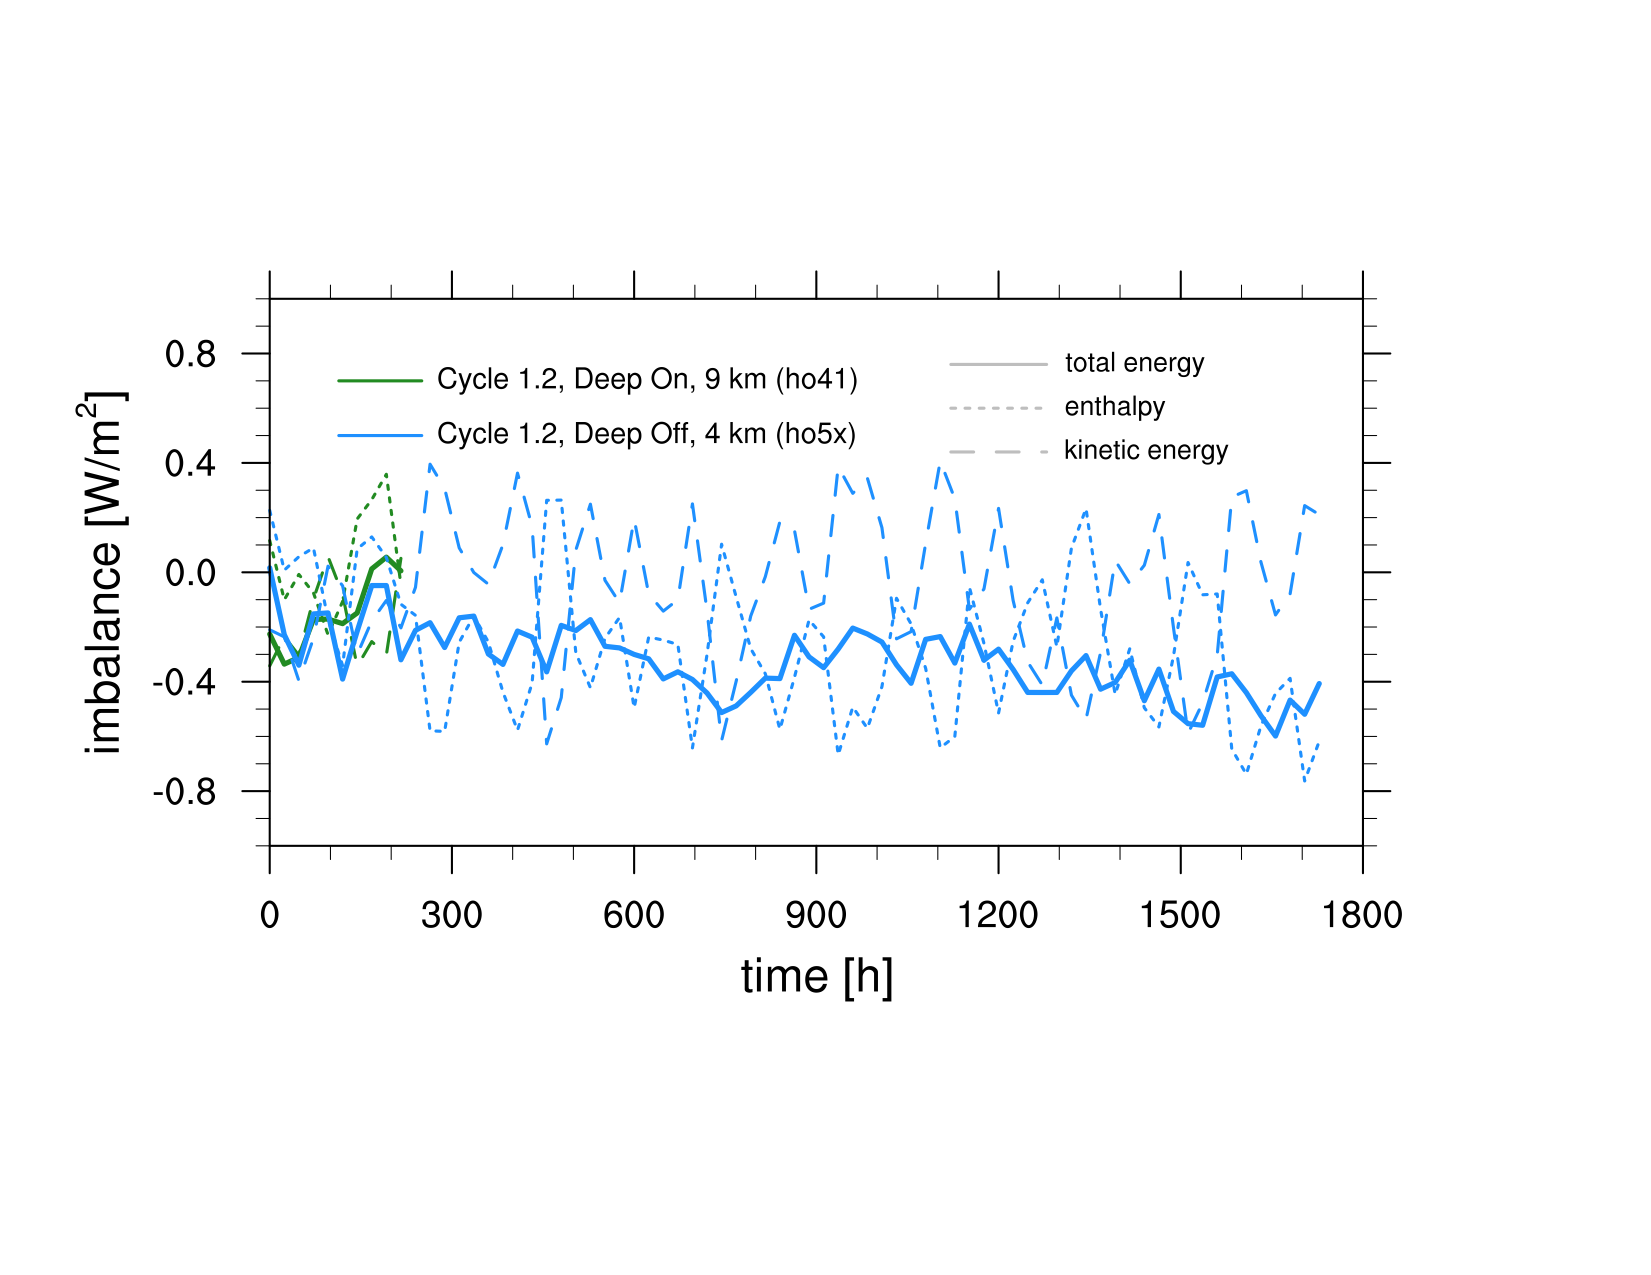 Cycle 1.2, Deep On, 9 km (ho41)
Cycle 1.2, Deep Off, 4 km (ho5x)
total energy
enthalpy
kinetic energy
imbalance [W/m²]
0.8
0.4
0.0
-0.4
-0.8
0
300
600
900
1200
1500
1800
time [h]